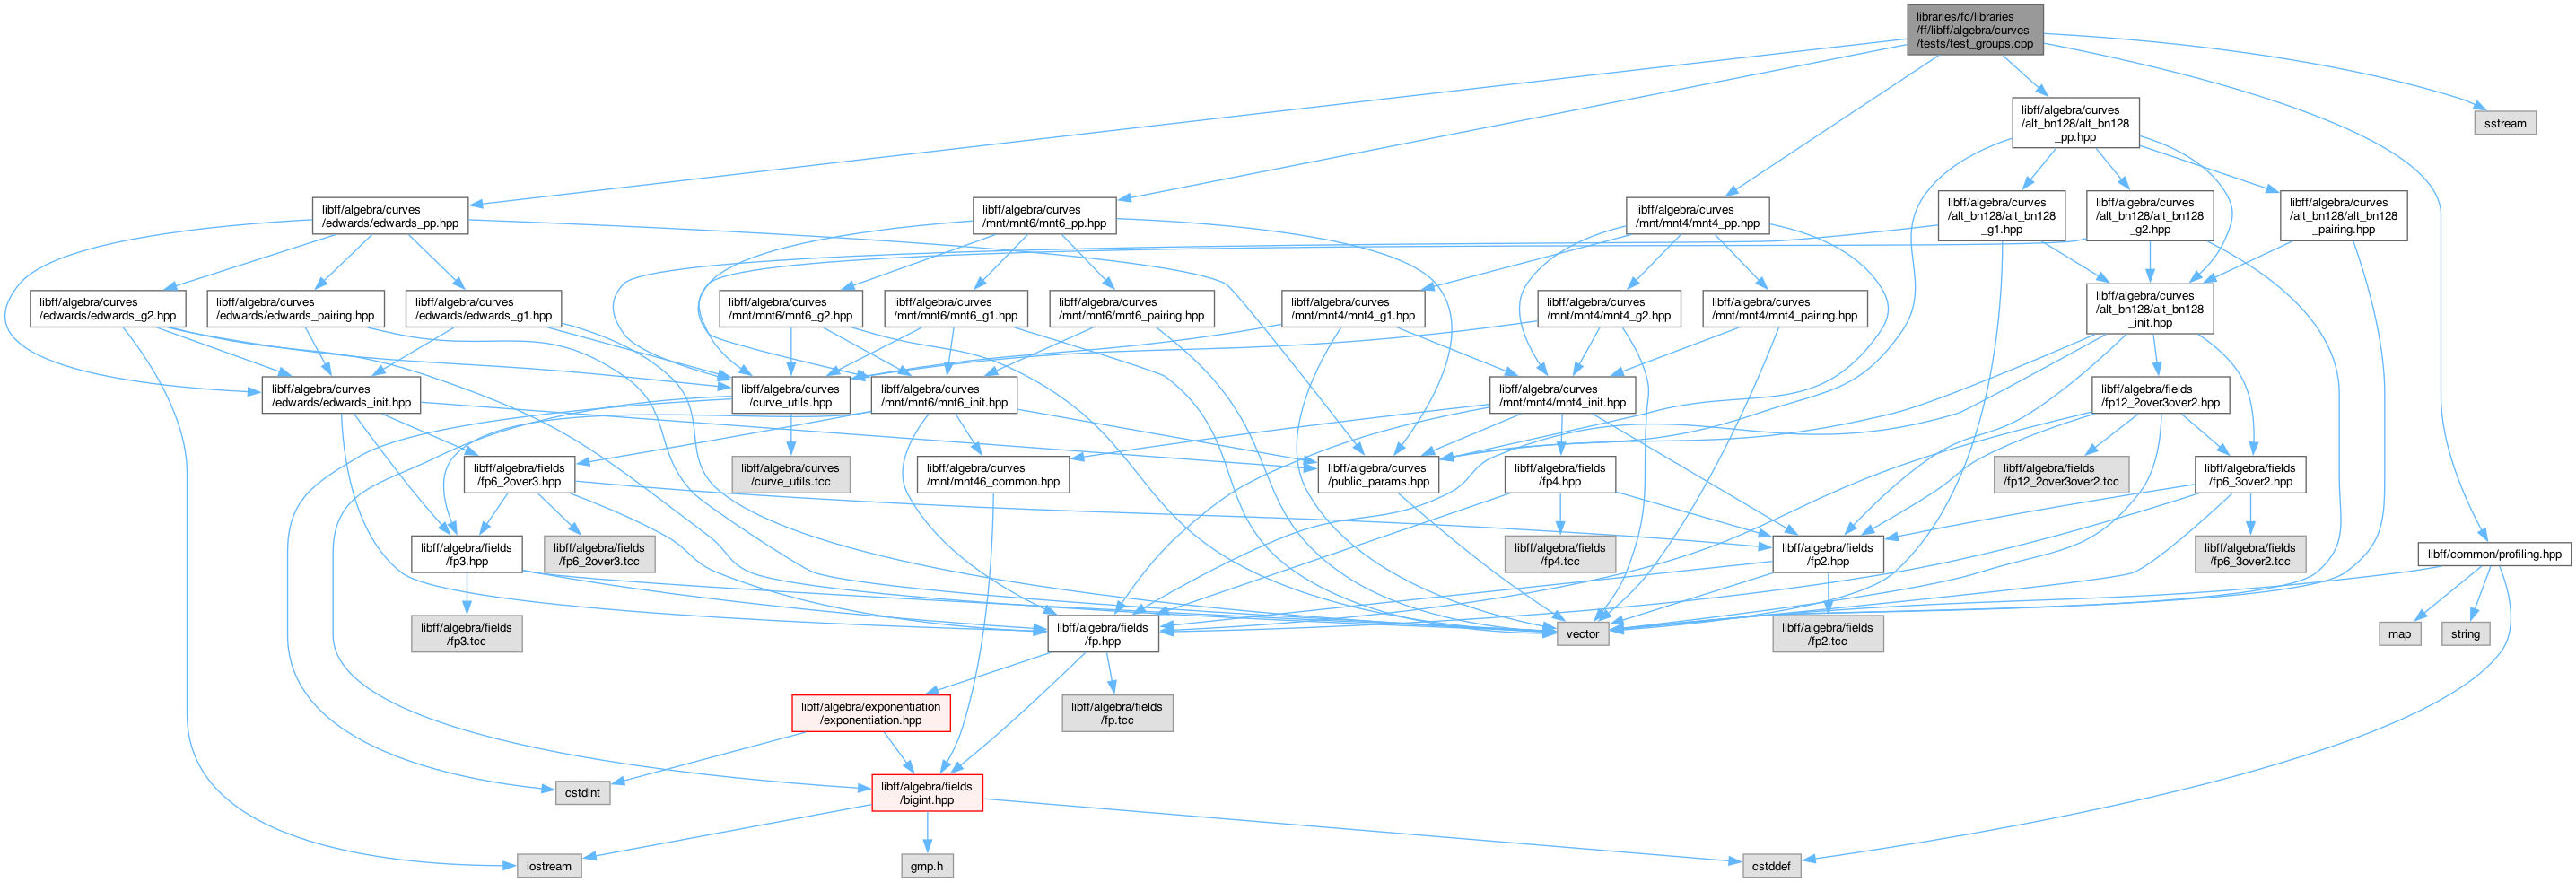 libraries/fc/libraries
/ff/libff/algebra/curves
/tests/test_groups.cpp
libff/algebra/curves
/alt_bn128/alt_bn128
_pp.hpp
sstream
libff/algebra/curves
/edwards/edwards_pp.hpp
libff/algebra/curves
/mnt/mnt6/mnt6_pp.hpp
libff/algebra/curves
/mnt/mnt4/mnt4_pp.hpp
libff/algebra/curves
/alt_bn128/alt_bn128
_g1.hpp
libff/algebra/curves
/alt_bn128/alt_bn128
_g2.hpp
libff/algebra/curves
/alt_bn128/alt_bn128
_pairing.hpp
libff/algebra/curves
/edwards/edwards_g2.hpp
libff/algebra/curves
/edwards/edwards_pairing.hpp
libff/algebra/curves
/edwards/edwards_g1.hpp
libff/algebra/curves
/mnt/mnt6/mnt6_g2.hpp
libff/algebra/curves
/mnt/mnt6/mnt6_g1.hpp
libff/algebra/curves
/mnt/mnt6/mnt6_pairing.hpp
libff/algebra/curves
/mnt/mnt4/mnt4_g1.hpp
libff/algebra/curves
/mnt/mnt4/mnt4_g2.hpp
libff/algebra/curves
/mnt/mnt4/mnt4_pairing.hpp
libff/algebra/curves
/alt_bn128/alt_bn128
_init.hpp
libff/algebra/curves
/edwards/edwards_init.hpp
libff/algebra/curves
/curve_utils.hpp
libff/algebra/curves
/mnt/mnt6/mnt6_init.hpp
libff/algebra/curves
/mnt/mnt4/mnt4_init.hpp
libff/algebra/fields
/fp12_2over3over2.hpp
libff/algebra/fields
/fp6_2over3.hpp
libff/algebra/curves
/curve_utils.tcc
libff/algebra/curves
/mnt/mnt46_common.hpp
libff/algebra/curves
/public_params.hpp
libff/algebra/fields
/fp4.hpp
libff/algebra/fields
/fp12_2over3over2.tcc
libff/algebra/fields
/fp6_3over2.hpp
libff/algebra/fields
/fp3.hpp
libff/algebra/fields
/fp6_2over3.tcc
libff/algebra/fields
/fp4.tcc
libff/algebra/fields
/fp2.hpp
libff/algebra/fields
/fp6_3over2.tcc
libff/common/profiling.hpp
libff/algebra/fields
/fp3.tcc
libff/algebra/fields
/fp.hpp
vector
libff/algebra/fields
/fp2.tcc
map
string
libff/algebra/exponentiation
/exponentiation.hpp
libff/algebra/fields
/fp.tcc
cstdint
libff/algebra/fields
/bigint.hpp
iostream
gmp.h
cstddef